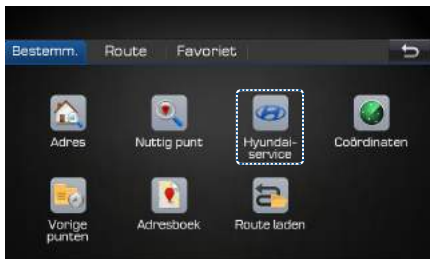 Bestemm. Route Favoriet
Adres Nuttig punt Hyundai-
service Coördinaten
Vorige
punten Adresboek Route laden